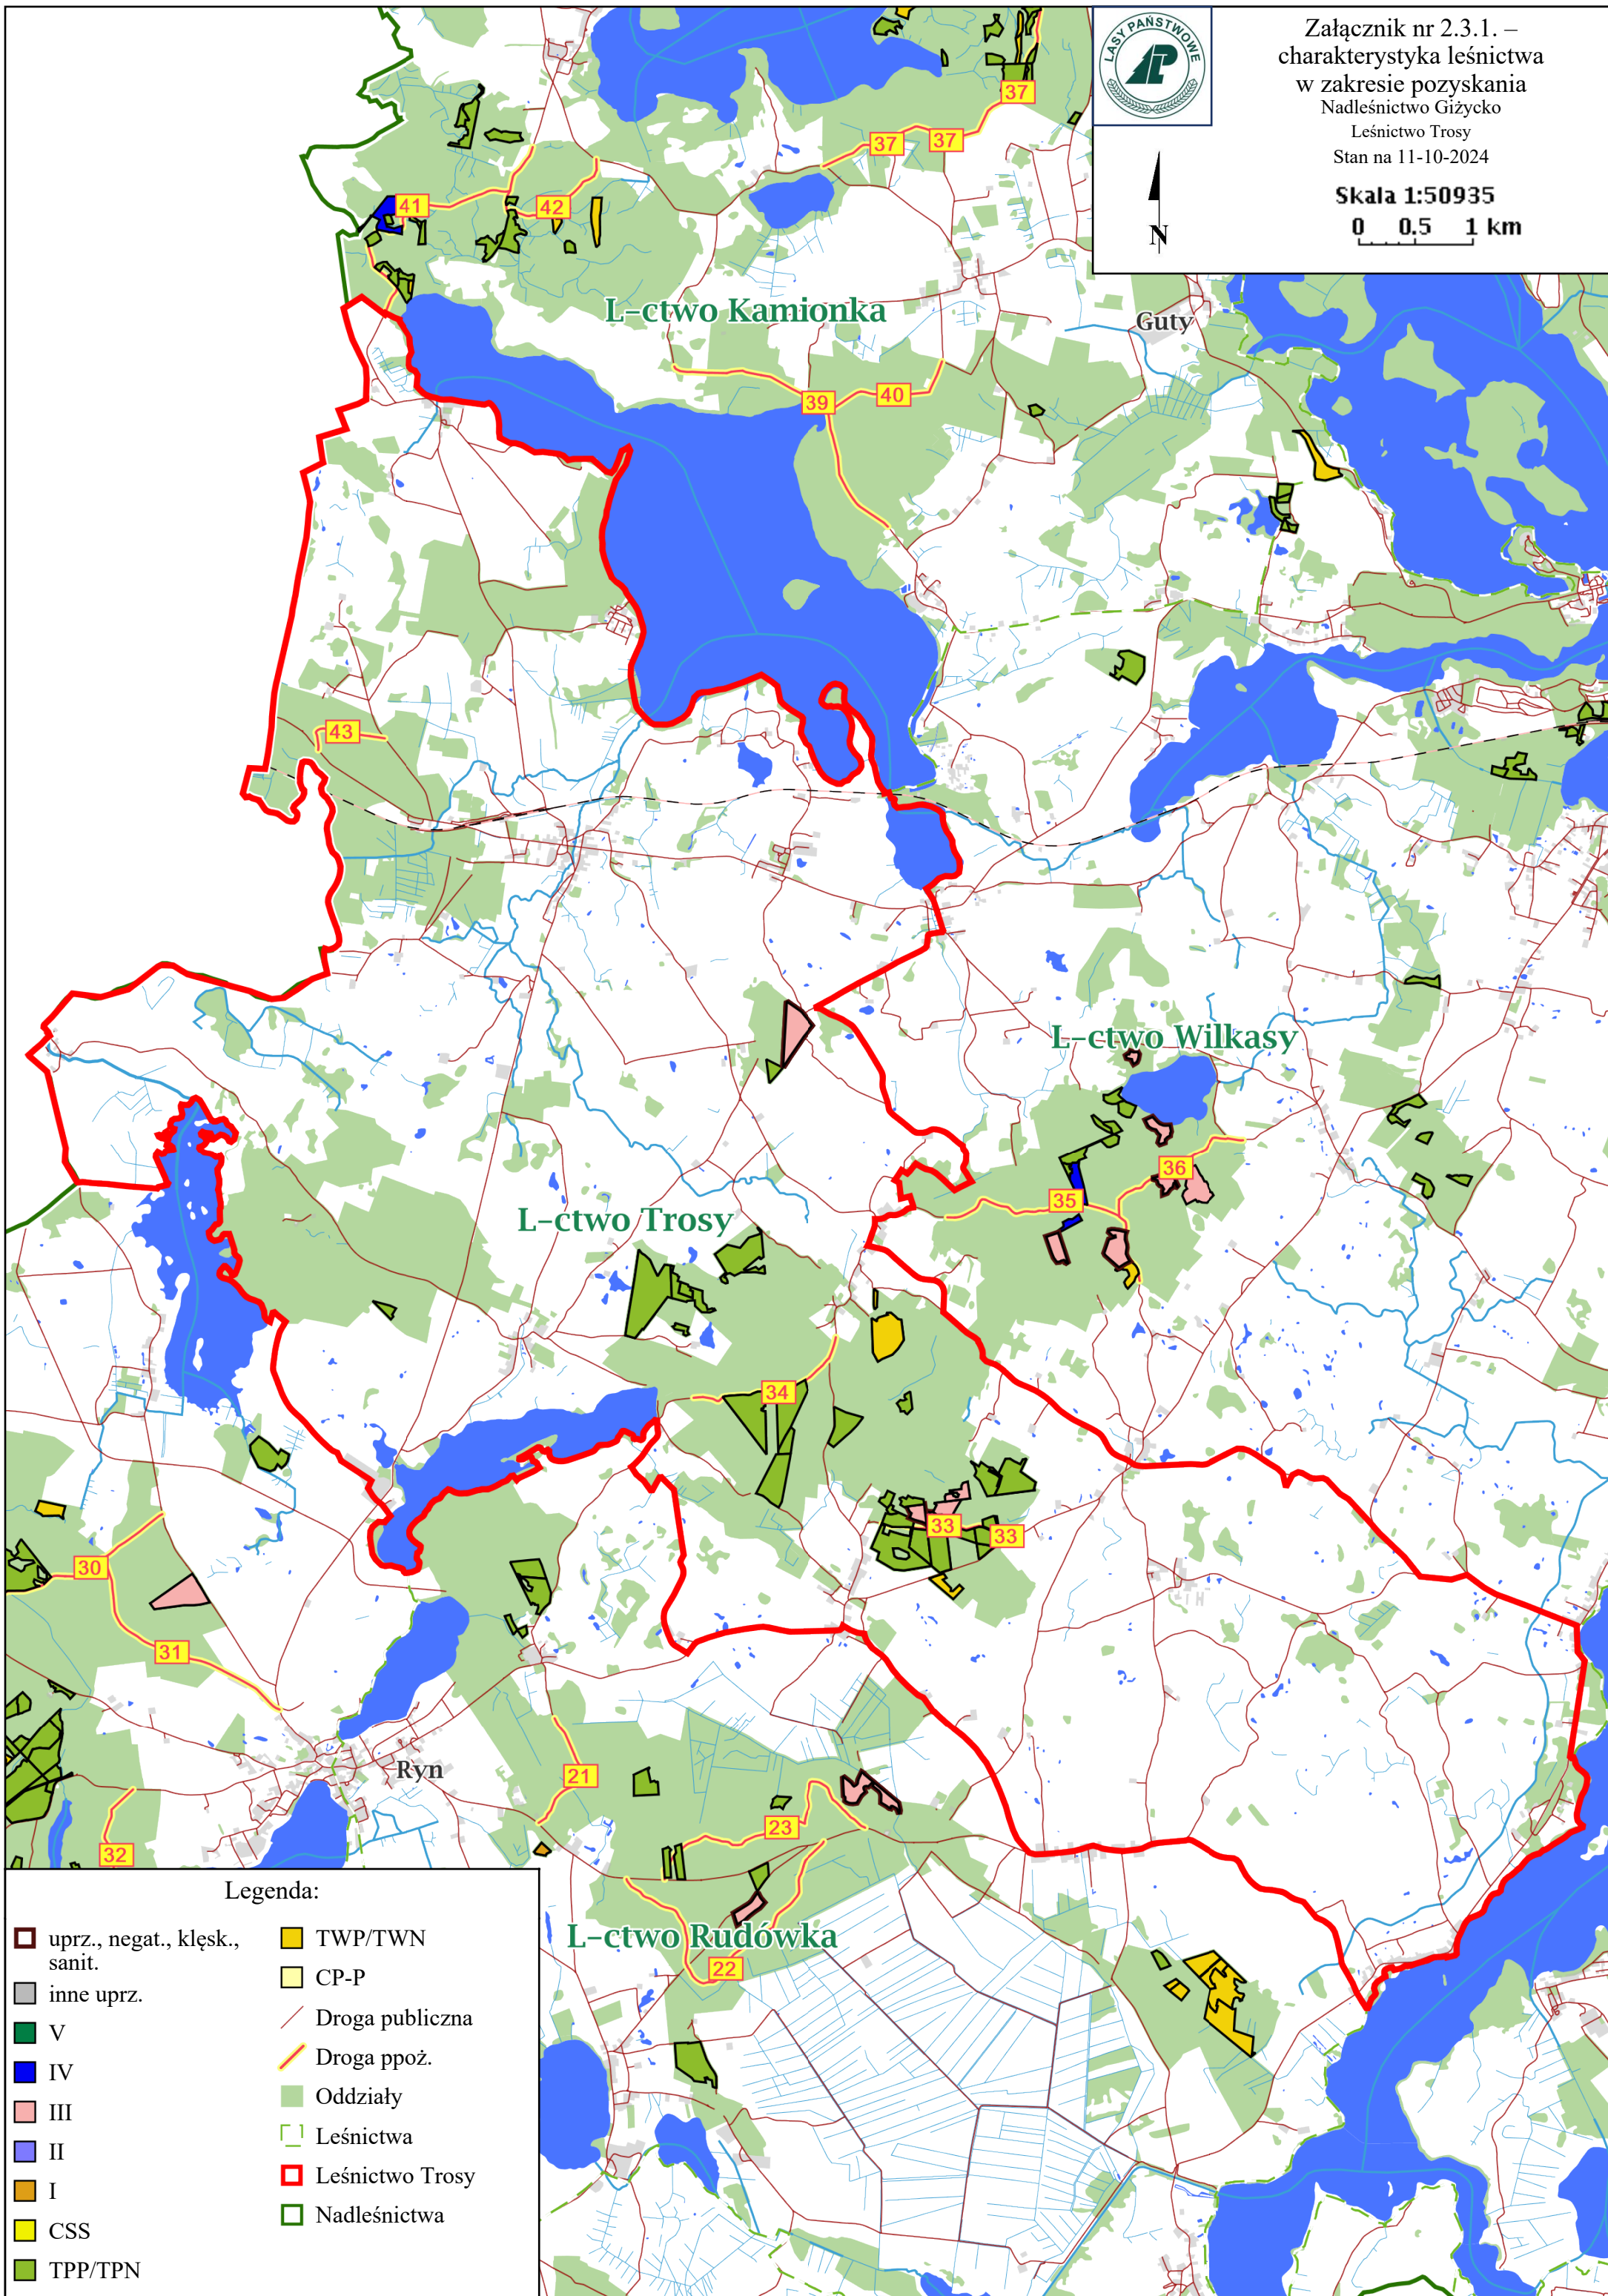 LASY PAŃSTWOWE
LP
Załącznik nr 2.3.1. –
charakterystyka leśnictwa
w zakresie pozyskania
Nadleśnictwo Giżycko
Leśnictwo Trosy
Stan na 11-10-2024
Skala 1:50935
0 0.5 1 km
N
37
37
37
41
42
L-ctwo Kamionka
Guty
39
40
43
L-ctwo Wilkasy
36
35
L-ctwo Trosy
34
33
33
30
31
Ryn
21
23
32
L-ctwo Rudówka
22
Legenda:
uprz., negat., klęsk.,
sanit.
inne uprz.
V
IV
III
II
I
CSS
TPP/TPN
TWP/TWN
CP-P
Droga publiczna
Droga ppoż.
Oddziały
Leśnictwa
Leśnictwo Trosy
Nadleśnictwa